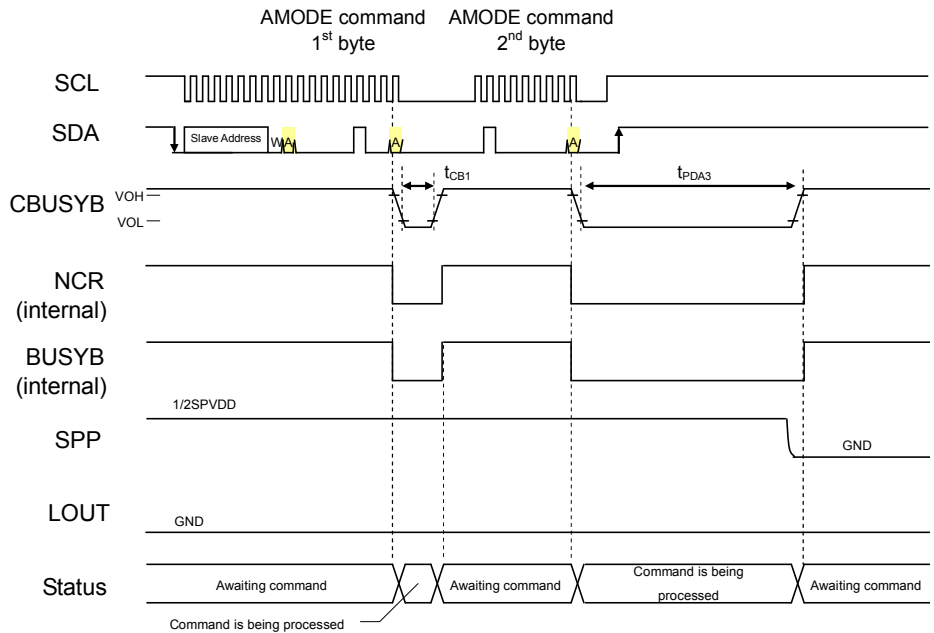 AMODE command
1st byte
AMODE command
2nd byte
SCL
SDA
Slave Address
W
A
A
A
CBUSYB
VOH
VOL
tCB1
tPDA3
NCR
(internal)
BUSYB
(internal)
1/2SPVDD
SPP
GND
LOUT
GND
Status
Awaiting command
Awaiting command
Command is being
processed
Awaiting command
Command is being processed